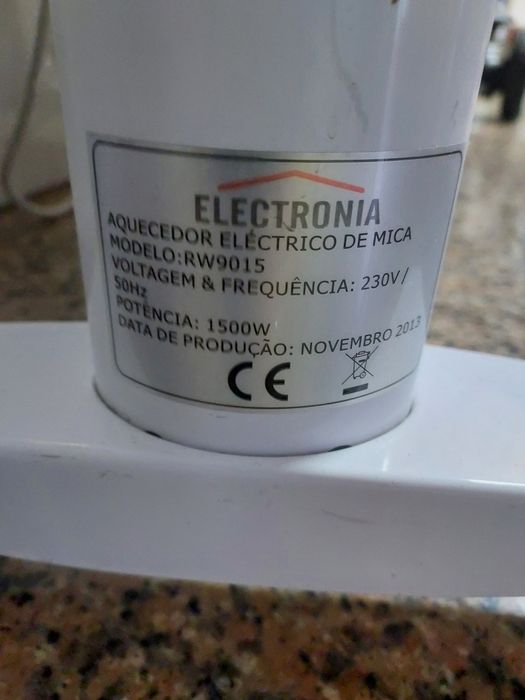 ELECTRONIA
AQUECEDOR ELÉCTRICO DE MICA
MODELO:RW9015
VOLTAGEM & FREQUÊNCIA: 230V/
50Hz
POTÊNCIA: 1500W
DATA DE PRODUÇÃO: NOVEMBRO 2013
CE